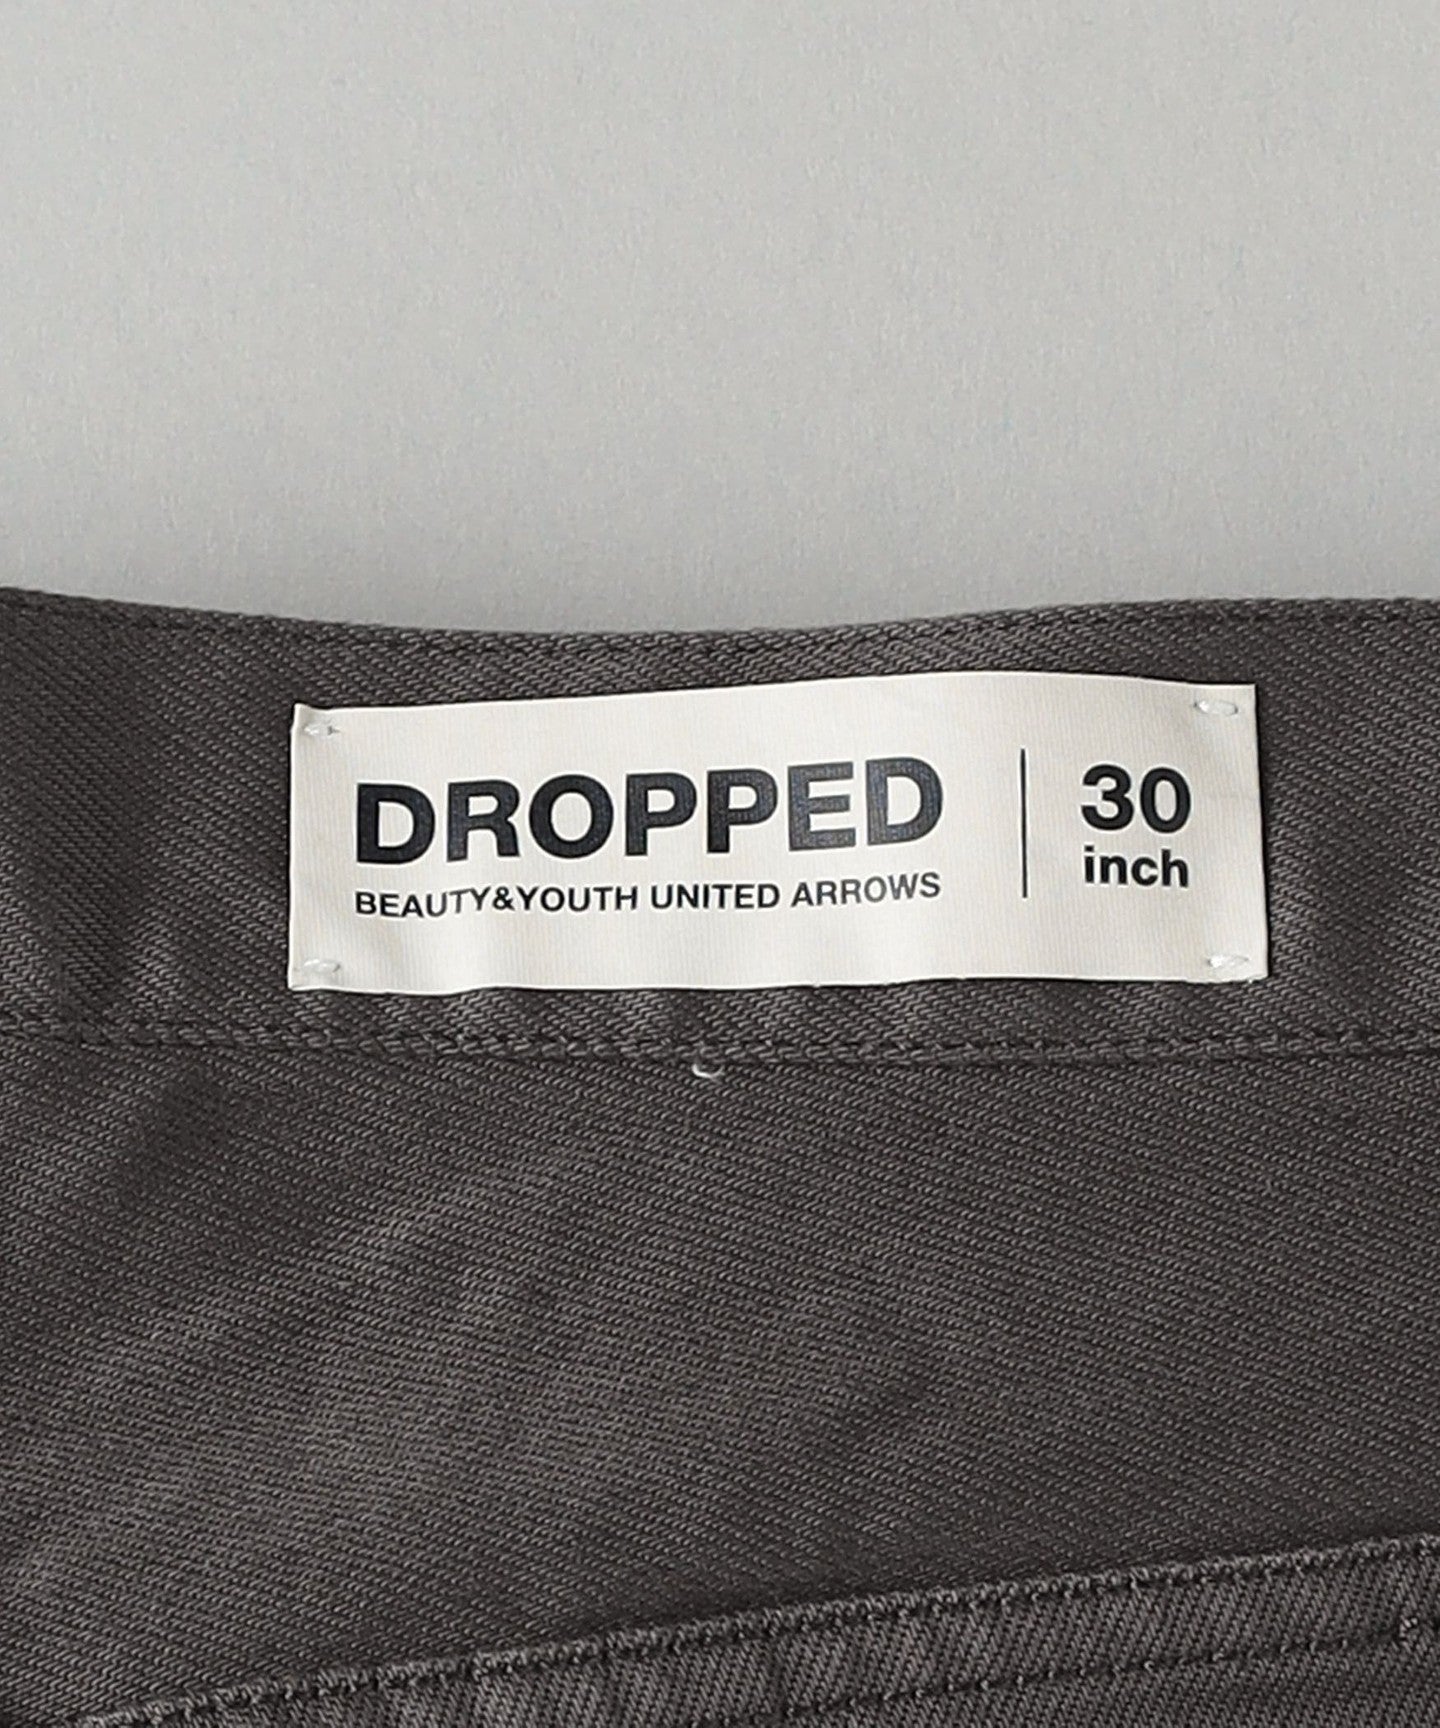 DROPPED
BEAUTY&YOUTH UNITED ARROWS
30
inch